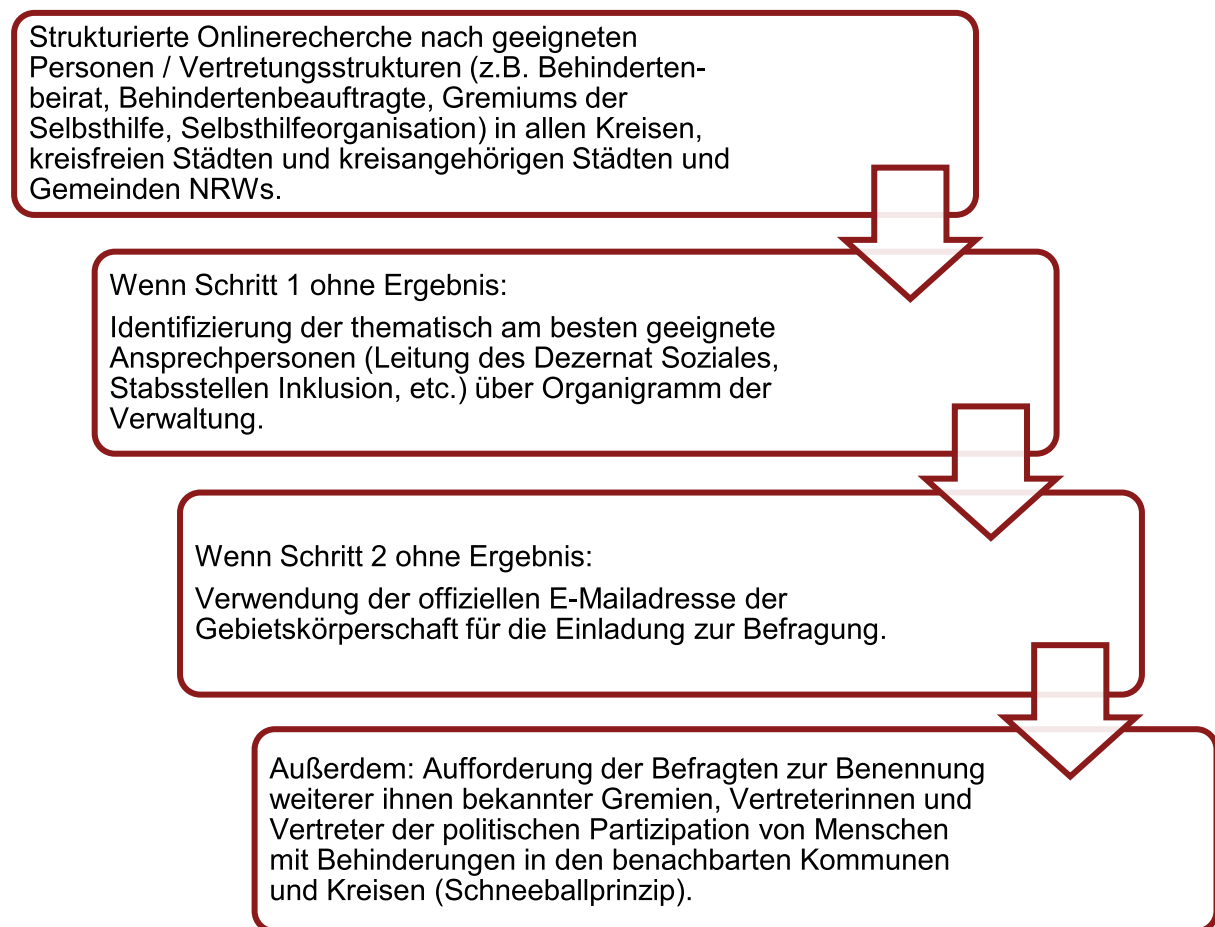 Strukturierte Onlinerecherche nach geeigneten
Personen / Vertretungsstrukturen (z.B. Behinderten-
beirat, Behindertenbeauftragte, Gremiums der
Selbsthilfe, Selbsthilfeorganisation) in allen Kreisen,
kreisfreien Städten und kreisangehörigen Städten und
Gemeinden NRWs.
Wenn Schritt 1 ohne Ergebnis:
Identifizierung der thematisch am besten geeignete
Ansprechpersonen (Leitung des Dezernat Soziales,
Stabsstellen Inklusion, etc.) über Organigramm der
Verwaltung.
Wenn Schritt 2 ohne Ergebnis:
Verwendung der offiziellen E-Mailadresse der
Gebietskörperschaft für die Einladung zur Befragung.
Außerdem: Aufforderung der Befragten zur Benennung
weiterer ihnen bekannter Gremien, Vertreterinnen und
Vertreter der politischen Partizipation von Menschen
mit Behinderungen in den benachbarten Kommunen
und Kreisen (Schneeballprinzip).